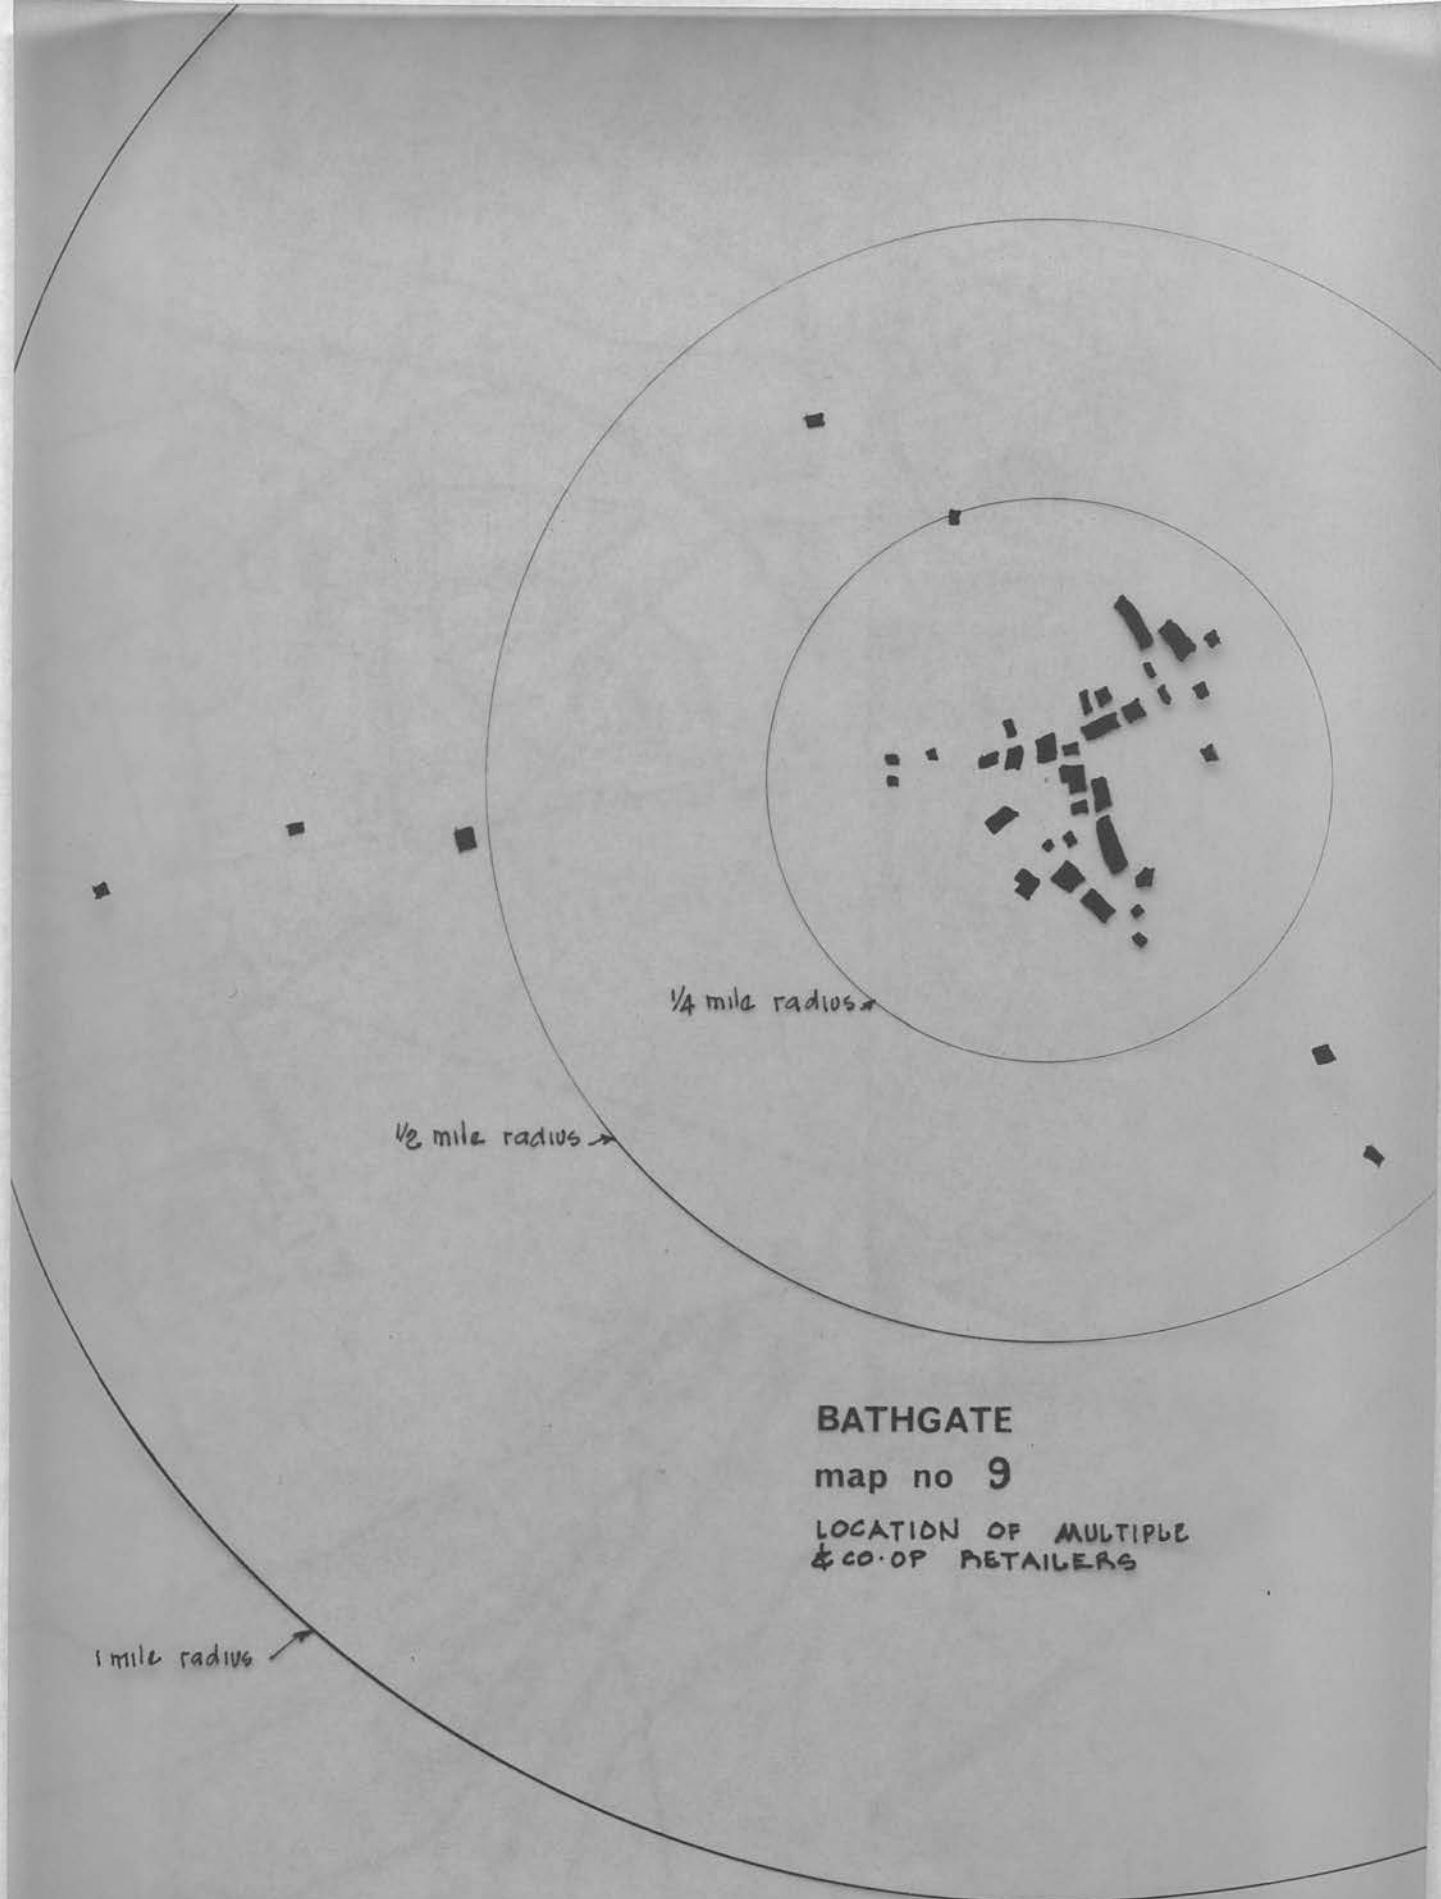 1/4 mile radius
1/2 mile radius
BATHGATE
map no 9
LOCATION OF MULTIPLE
& CO·OP RETAILERS
1 mile radius